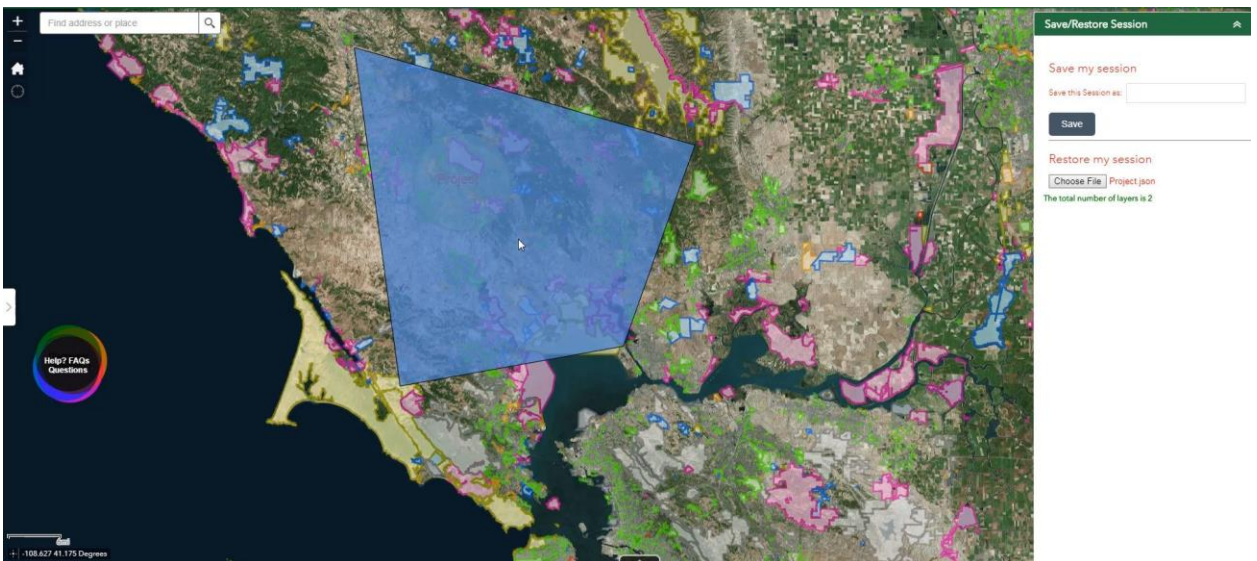 +
Find address or place
−
Project
Help? FAQs
Questions
-108.627 41.175 Degrees
Save/Restore Session
Save my session
Save this Session as:
Save
Restore my session
Choose File Project.json
The total number of layers is 2